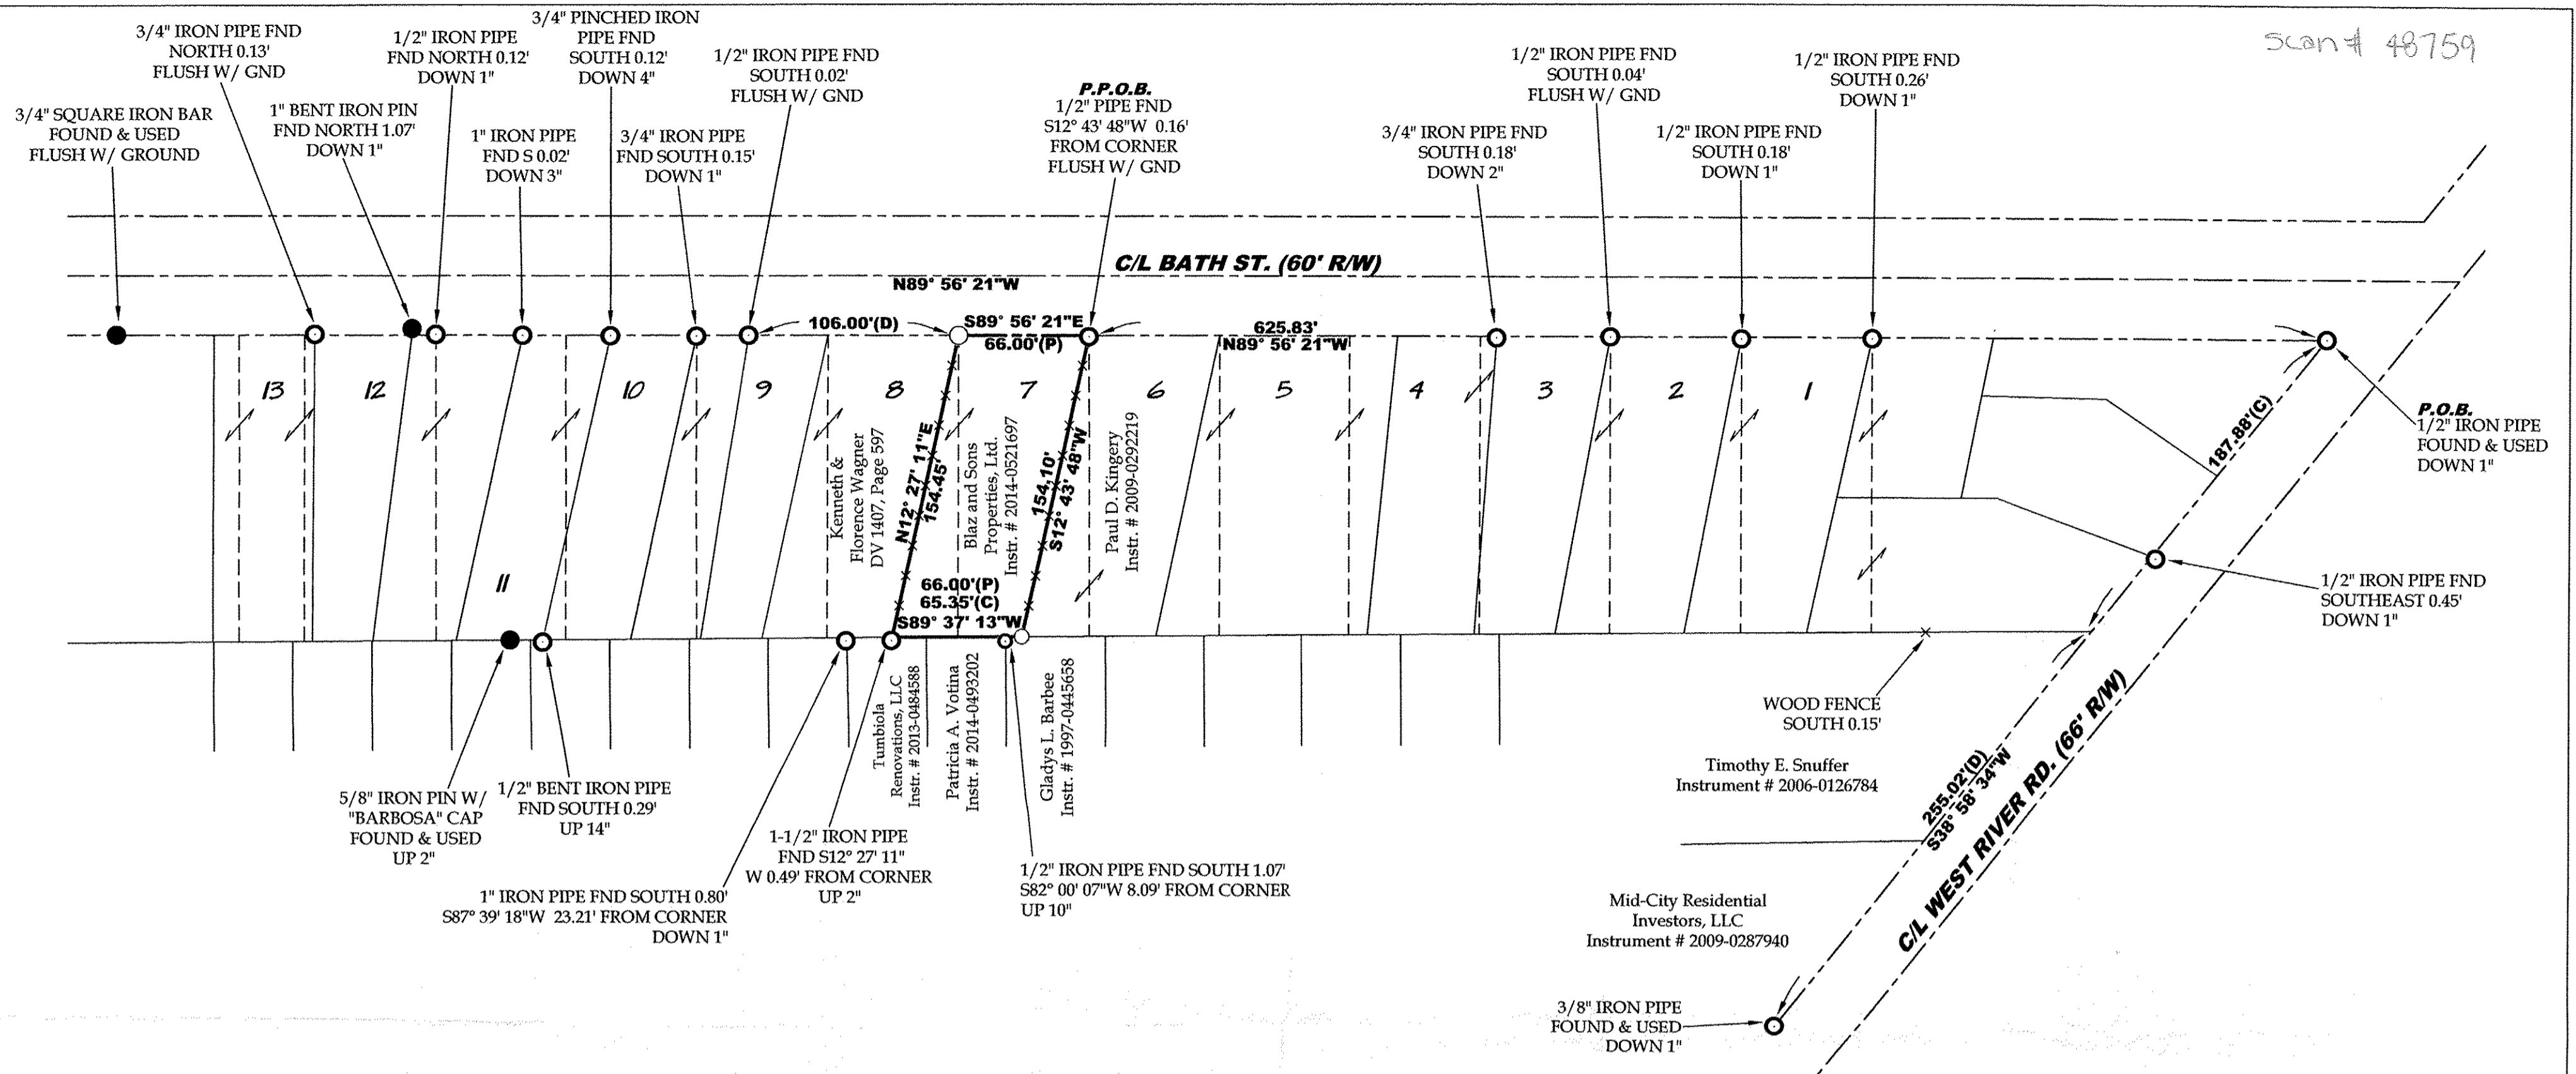 Scan# 48759
3/4" IRON PIPE FND
NORTH 0.13'
FLUSH W/ GND
1/2" IRON PIPE
FND NORTH 0.12'
DOWN 1"
3/4" PINCHED IRON
PIPE FND
SOUTH 0.12'
DOWN 4"
1/2" IRON PIPE FND
SOUTH 0.02'
FLUSH W/ GND
P.P.O.B.
1/2" PIPE FND
S12° 43' 48"W 0.16'
FROM CORNER
FLUSH W/ GND
1/2" IRON PIPE FND
SOUTH 0.04'
FLUSH W/ GND
1/2" IRON PIPE FND
SOUTH 0.26'
DOWN 1"
3/4" SQUARE IRON BAR
FOUND & USED
FLUSH W/ GROUND
1" BENT IRON PIN
FND NORTH 1.07'
DOWN 1"
1" IRON PIPE
FND S 0.02'
DOWN 3"
3/4" IRON PIPE
FND SOUTH 0.15'
DOWN 1"
3/4" IRON PIPE FND
SOUTH 0.18'
DOWN 2"
1/2" IRON PIPE FND
SOUTH 0.18'
DOWN 1"
C/L BATH ST. (60' R/W)
N89° 56' 21"W
106.00'(D)
S89° 56' 21"E
66.00'(P)
625.83'
N89° 56' 21"W
13
12
11
10
9
8
7
6
5
4
3
2
1
Kenneth &
Florence Wagner
DV 1407, Page 597
N12° 27' 11"E
154.45'
Blaz and Sons
Properties, Ltd.
Instr. # 2014-0521697
154.10'
S12° 43' 48"W
Paul D. Kingery
Instr. # 2009-0292219
66.00'(P)
65.35'(C)
S89° 37' 13"W
187.88'(C)
P.O.B.
1/2" IRON PIPE
FOUND & USED
DOWN 1"
1/2" IRON PIPE FND
SOUTHEAST 0.45'
DOWN 1"
Tumbiola
Renovations, LLC
Instr. # 2013-0484588
Patricia A. Votina
Instr. # 2014-0493202
Gladys L. Barbee
Instr. # 1997-0445658
WOOD FENCE
SOUTH 0.15'
Timothy E. Snuffer
Instrument # 2006-0126784
255.02'(D)
S38° 58' 34"W
C/L WEST RIVER RD. (66' R/W)
5/8" IRON PIN W/
"BARBOSA" CAP
FOUND & USED
UP 2"
1/2" BENT IRON PIPE
FND SOUTH 0.29'
UP 14"
1-1/2" IRON PIPE
FND S12° 27' 11"
W 0.49' FROM CORNER
UP 2"
1" IRON PIPE FND SOUTH 0.80'
S87° 39' 18"W 23.21' FROM CORNER
DOWN 1"
1/2" IRON PIPE FND SOUTH 1.07'
S82° 00' 07"W 8.09' FROM CORNER
UP 10"
Mid-City Residential
Investors, LLC
Instrument # 2009-0287940
3/8" IRON PIPE
FOUND & USED
DOWN 1"